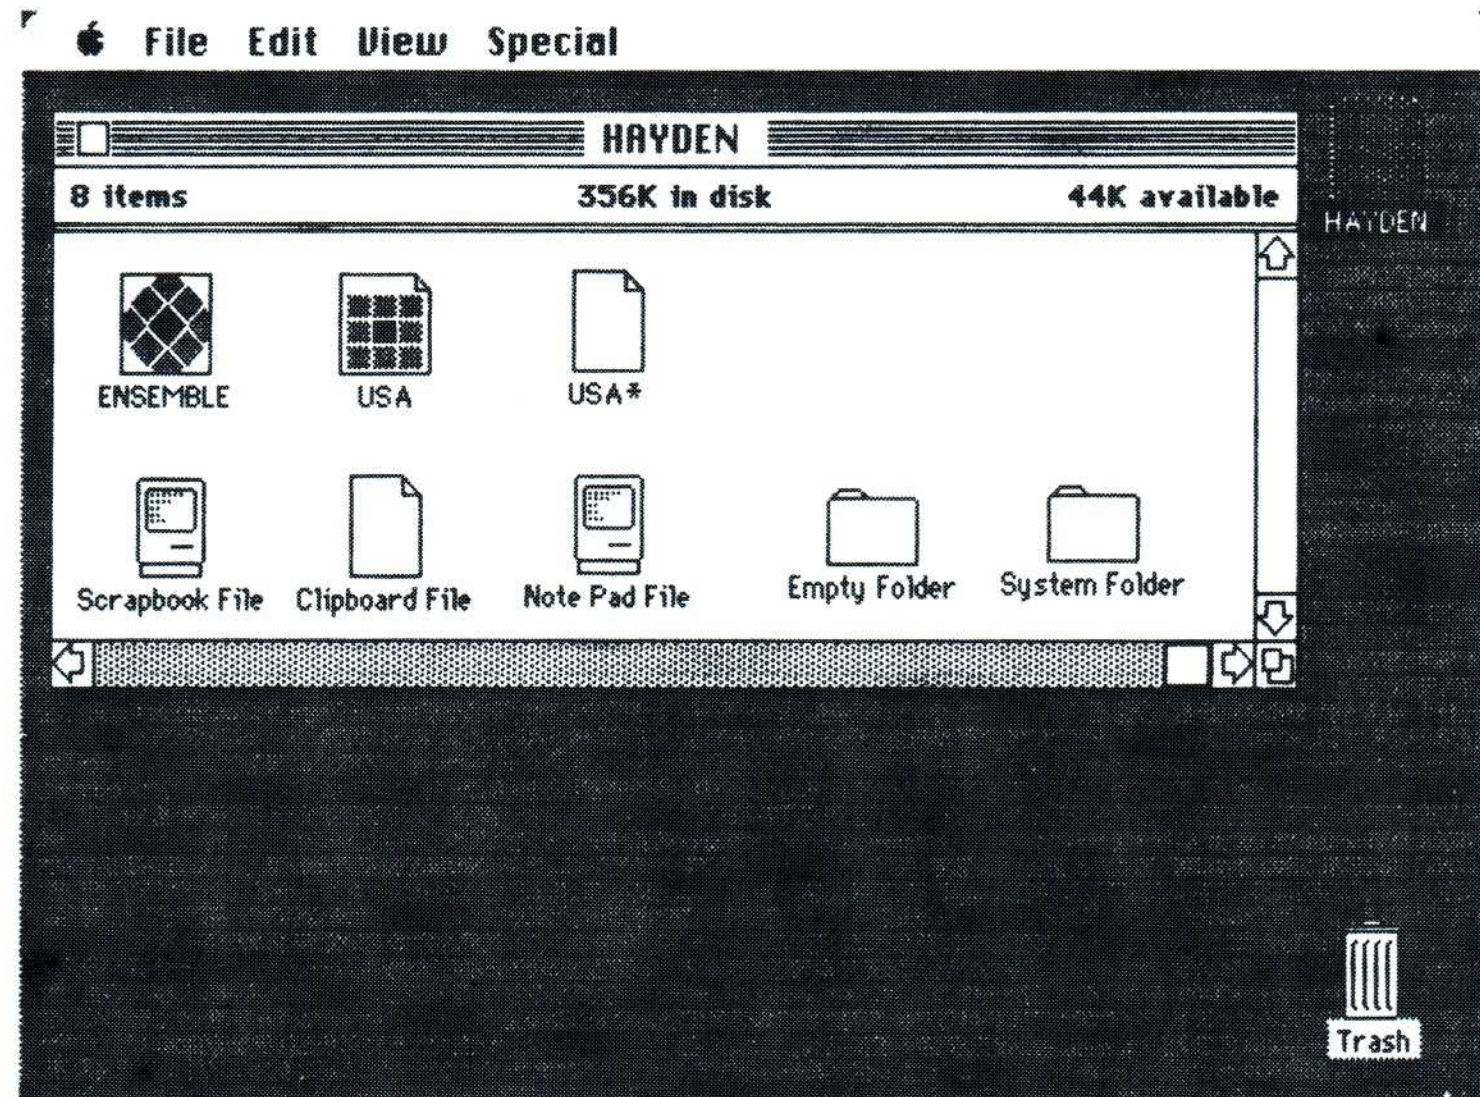 File Edit View Special
HAYDEN
8 items 356K in disk 44K available
HAYDEN
ENSEMBLE USA USA*
Scrapbook File Clipboard File Note Pad File Empty Folder System Folder
Trash